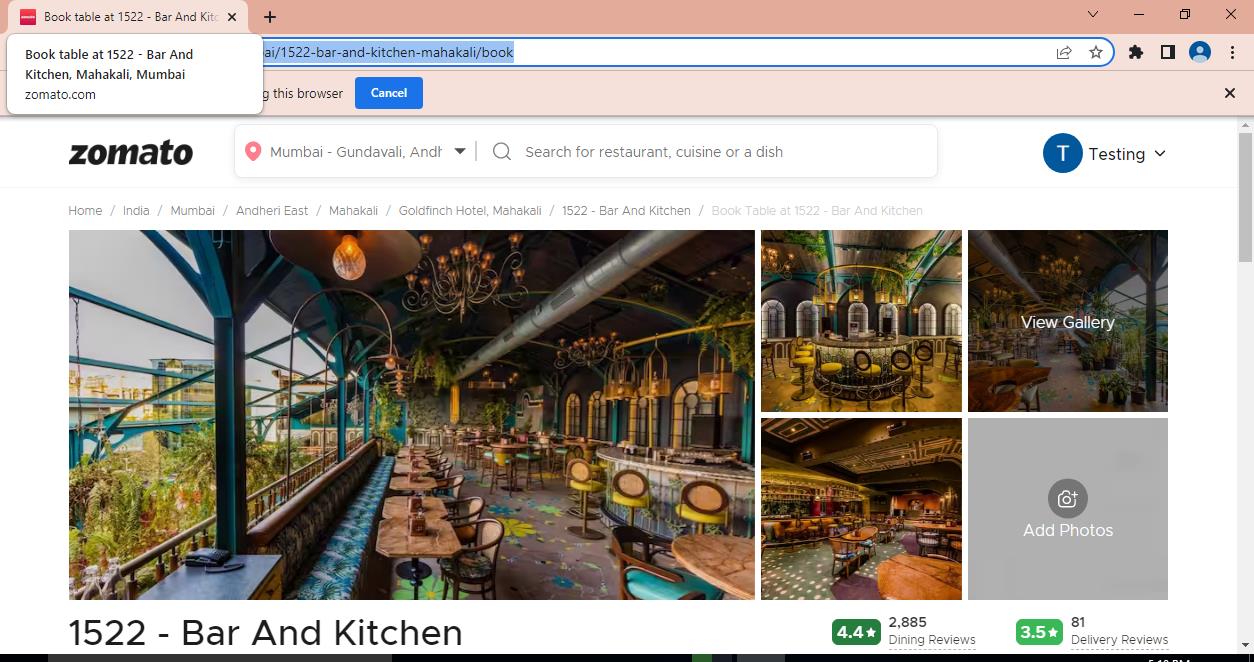 Book table at 1522 - Bar And Kitc
Book table at 1522 - Bar And
Kitchen, Mahakali, Mumbai
zomato.com
ai/1522-bar-and-kitchen-mahakali/book
g this browser
Cancel
zomato
Mumbai - Gundavali, Andh
Search for restaurant, cuisine or a dish
T
Testing
Home / India / Mumbai / Andheri East / Mahakali / Goldfinch Hotel, Mahakali / 1522 - Bar And Kitchen / Book Table at 1522 - Bar And Kitchen
View Gallery
Add Photos
1522 - Bar And Kitchen
4.4★
2,885
Dining Reviews
3.5★
81
Delivery Reviews